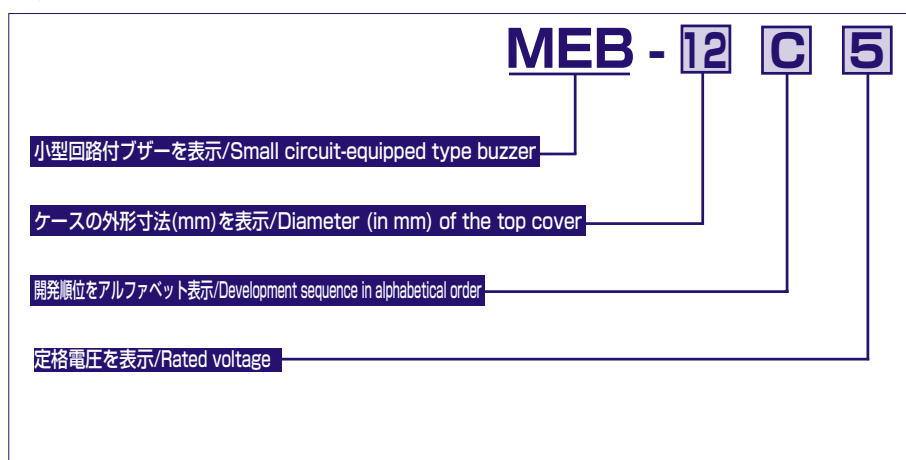 MEB - 12 C 5
小型回路付ブザーを表示/Small circuit-equipped type buzzer
ケースの外形寸法(mm)を表示/Diameter (in mm) of the top cover
開発順位をアルファベット表示/Development sequence in alphabetical order
定格電圧を表示/Rated voltage